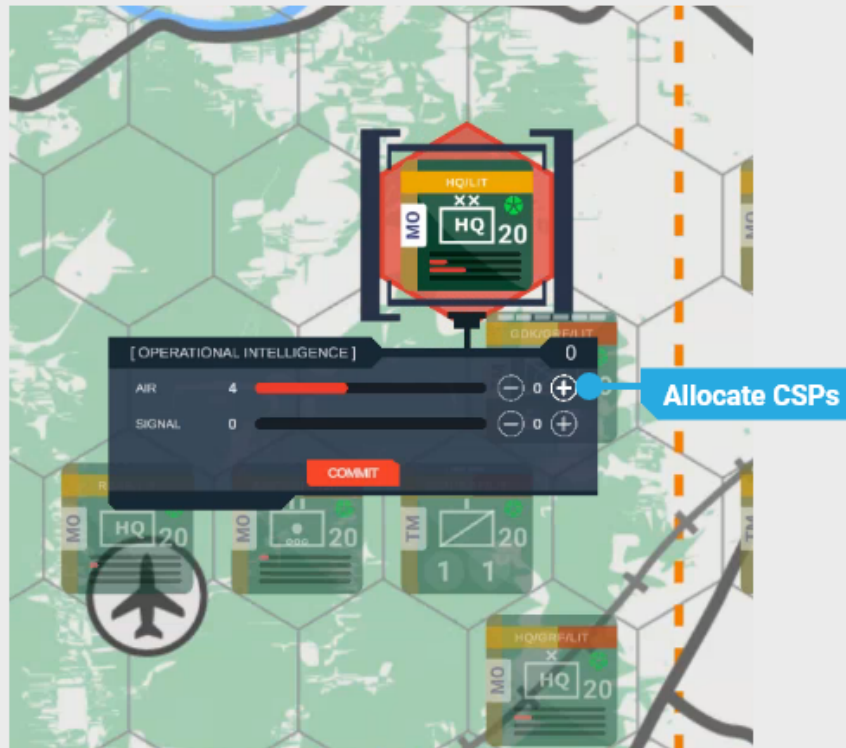 HQ/LIT
XX
MO
HQ
20
GDK/GRF/LIT
[ OPERATIONAL INTELLIGENCE ] 0
AIR 4 0
SIGNAL 0 0
Allocate CSPs
COMMIT
MO
HQ
20
MO
20
TM
20
1 1
HQ/GRF/LIT
X
MO
HQ
20
MO
TM